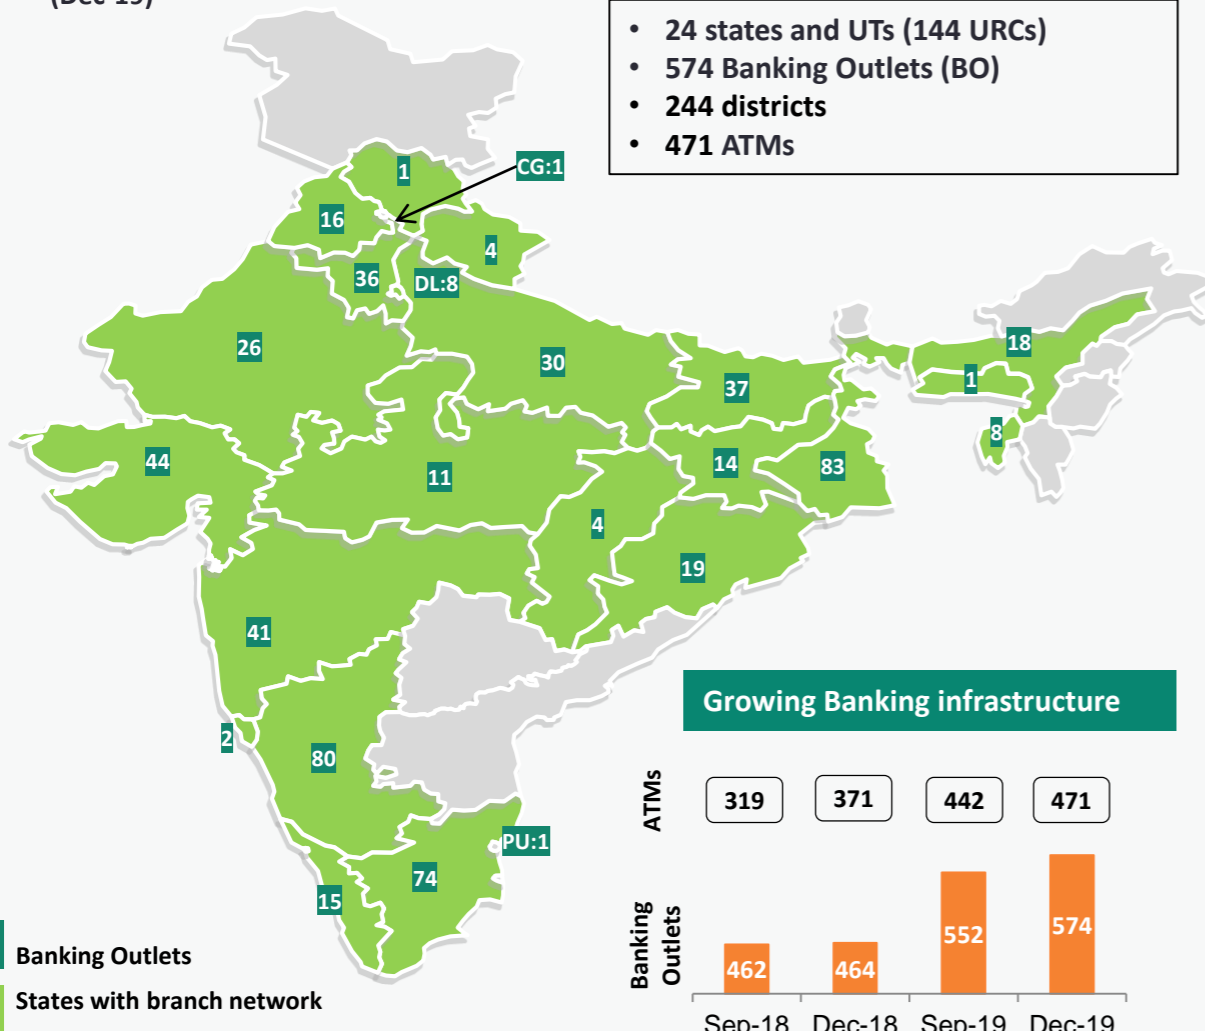 (Dec-19)
• 24 states and UTs (144 URCs)
• 574 Banking Outlets (BO)
• 244 districts
• 471 ATMs
1
CG:1
16
4
36
DL:8
26
30
37
18
1
8
44
11
14
83
4
19
41
2
80
PU:1
74
15
Banking Outlets
States with branch network
Growing Banking infrastructure
ATMs
319 371 442 471
Banking
Outlets
462 464 552 574
Sep-18 Dec-18 Sep-19 Dec-19